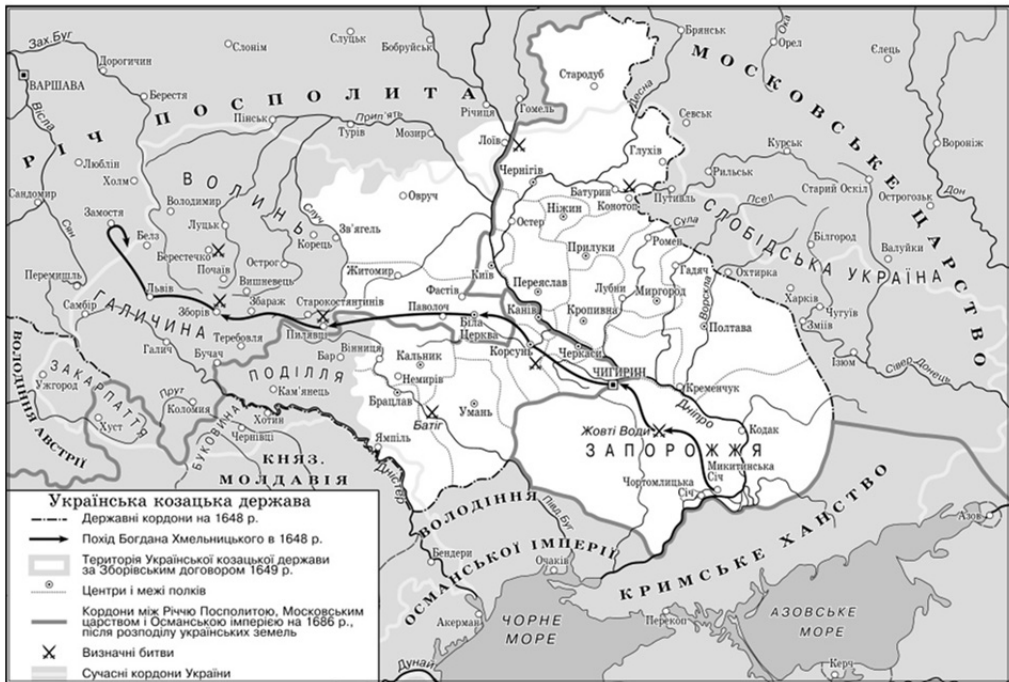 Зах.Буг
Дорогичин
Слонім
Слуцьк
Бобруйськ
Брянськ
Орел
Ока
Єлець
ВАРШАВА
Вісла
Берестя
Стародуб
Десна
МОСКОВСЬКЕ ЦАРСТВО
РІЧ ПОСПОЛИТА
Пінськ
Турів
Прип'ять
Мозир
Річиця
Гомель
Лоїв
Севськ
Глухів
Курськ
Вороніж
Люблін
Холм
ВОЛИНЬ
Овруч
Чернігів
Батурин
Конотоп
Путивль
Рильськ
Старий Оскіл
Острогозьк
Дон
Сандомир
Замостя
Сян
Володимир
Луцьк
Случ
Корець
Зв'ягель
Остер
Ніжин
Сула
Псел
СЛОБІДСЬКА УКРАЇНА
Белз
Берестечко
Почаїв
Острог
Прилуки
Ромен
Білгород
Валуйки
Перемишль
Вишневець
Житомир
Київ
Гадяч
Охтирка
Львів
Збараж
Старокостянтинів
Фастів
Переяслав
Лубни
Миргород
Ворскла
Самбір
ГАЛИЧИНА
Зборів
Теребовля
Пилявці
Паволоч
Біла Церква
Канів
Кропивна
Полтава
Харків
Чугуїв
Зміїв
Галич
Бучач
Бар
Вінниця
Кальник
Корсунь
Черкаси
Ізюм
Сівер. Донець
ВОЛОДІННЯ АВСТРІЇ
ЗАКАРПАТТЯ
Ужгород
Хуст
Прут
Коломия
ПОДІЛЛЯ
Кам'янець
Немирів
Брацлав
Умань
ЧИГИРИН
Кременчук
Дніпро
БУКОВИНА
Хотин
Чернівці
Батіг
Ямпіль
Жовті Води
Кодак
ЗАПОРОЖЖЯ
КНЯЗ. МОЛДАВІЯ
Дністер
Микитинська Січ
Чортомлицька Січ
Півд.Буг
ВОЛОДІННЯ ОСМАНСЬКОЇ ІМПЕРІЇ
КРИМСЬКЕ ХАНСТВО
Азов
Бендери
Очаків
Акерман
Дунай
ЧОРНЕ МОРЕ
Перекоп
АЗОВСЬКЕ МОРЕ
Керч
Українська козацька держава
Державні кордони на 1648 р.
Похід Богдана Хмельницького в 1648 р.
Територія Української козацької держави
за Зборівським договором 1649 р.
Центри і межі полків
Кордони між Річчю Посполитою, Московським
царством і Османською імперією на 1686 р.,
після розподілу українських земель
Визначні битви
Сучасні кордони України